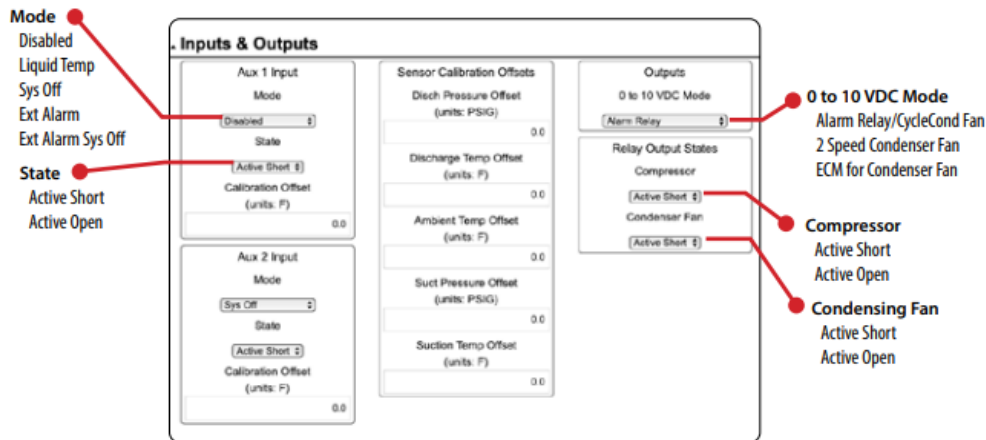 Mode
Disabled
Liquid Temp
Sys Off
Ext Alarm
Ext Alarm Sys Off
State
Active Short
Active Open
Inputs & Outputs
Aux 1 Input
Mode
Disabled
State
Active Short
Calibration Offset
(units: F)
0.0
Aux 2 Input
Mode
Sys Off
State
Active Short
Calibration Offset
(units: F)
0.0
Sensor Calibration Offsets
Disch Pressure Offset
(units: PSIG)
0.0
Discharge Temp Offset
(units: F)
0.0
Ambient Temp Offset
(units: F)
0.0
Suct Pressure Offset
(units: PSIG)
0.0
Suction Temp Offset
(units: F)
0.0
Outputs
0 to 10 VDC Mode
Alarm Relay
Relay Output States
Compressor
Active Short
Condenser Fan
Active Short
0 to 10 VDC Mode
Alarm Relay/CycleCond Fan
2 Speed Condenser Fan
ECM for Condenser Fan
Compressor
Active Short
Active Open
Condensing Fan
Active Short
Active Open